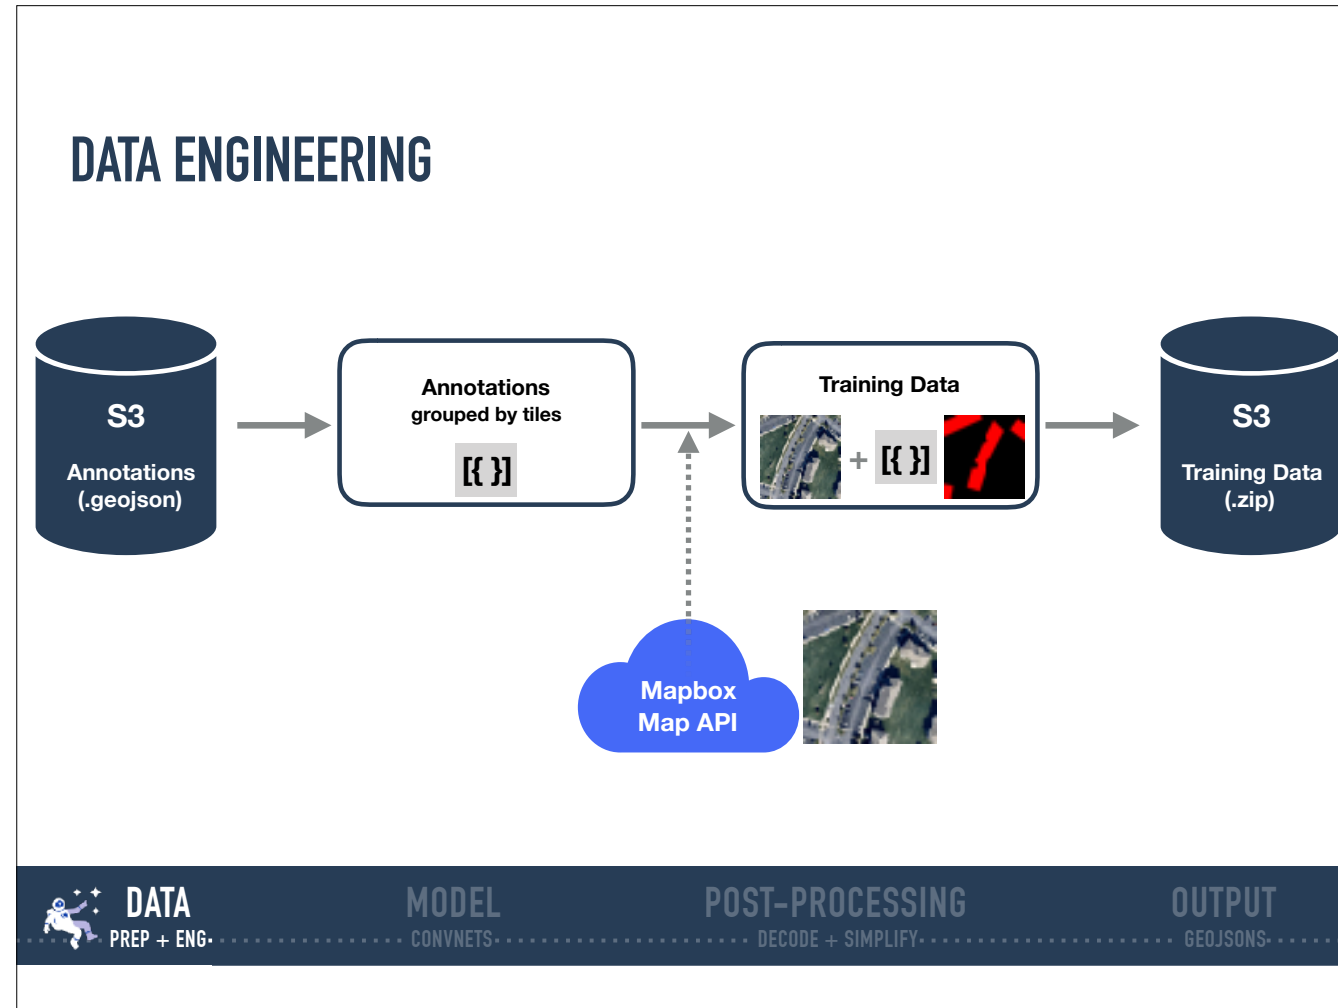 DATA ENGINEERING
S3
Annotations
(.geojson)
Annotations
grouped by tiles
[{ }]
Training Data
+ [{ }]
S3
Training Data
(.zip)
Mapbox
Map API
DATA
PREP + ENG
MODEL
CONVNETS
POST-PROCESSING
DECODE + SIMPLIFY
OUTPUT
GEOJSONS